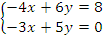 {−4x + 6y = 8
−3x + 5y = 0